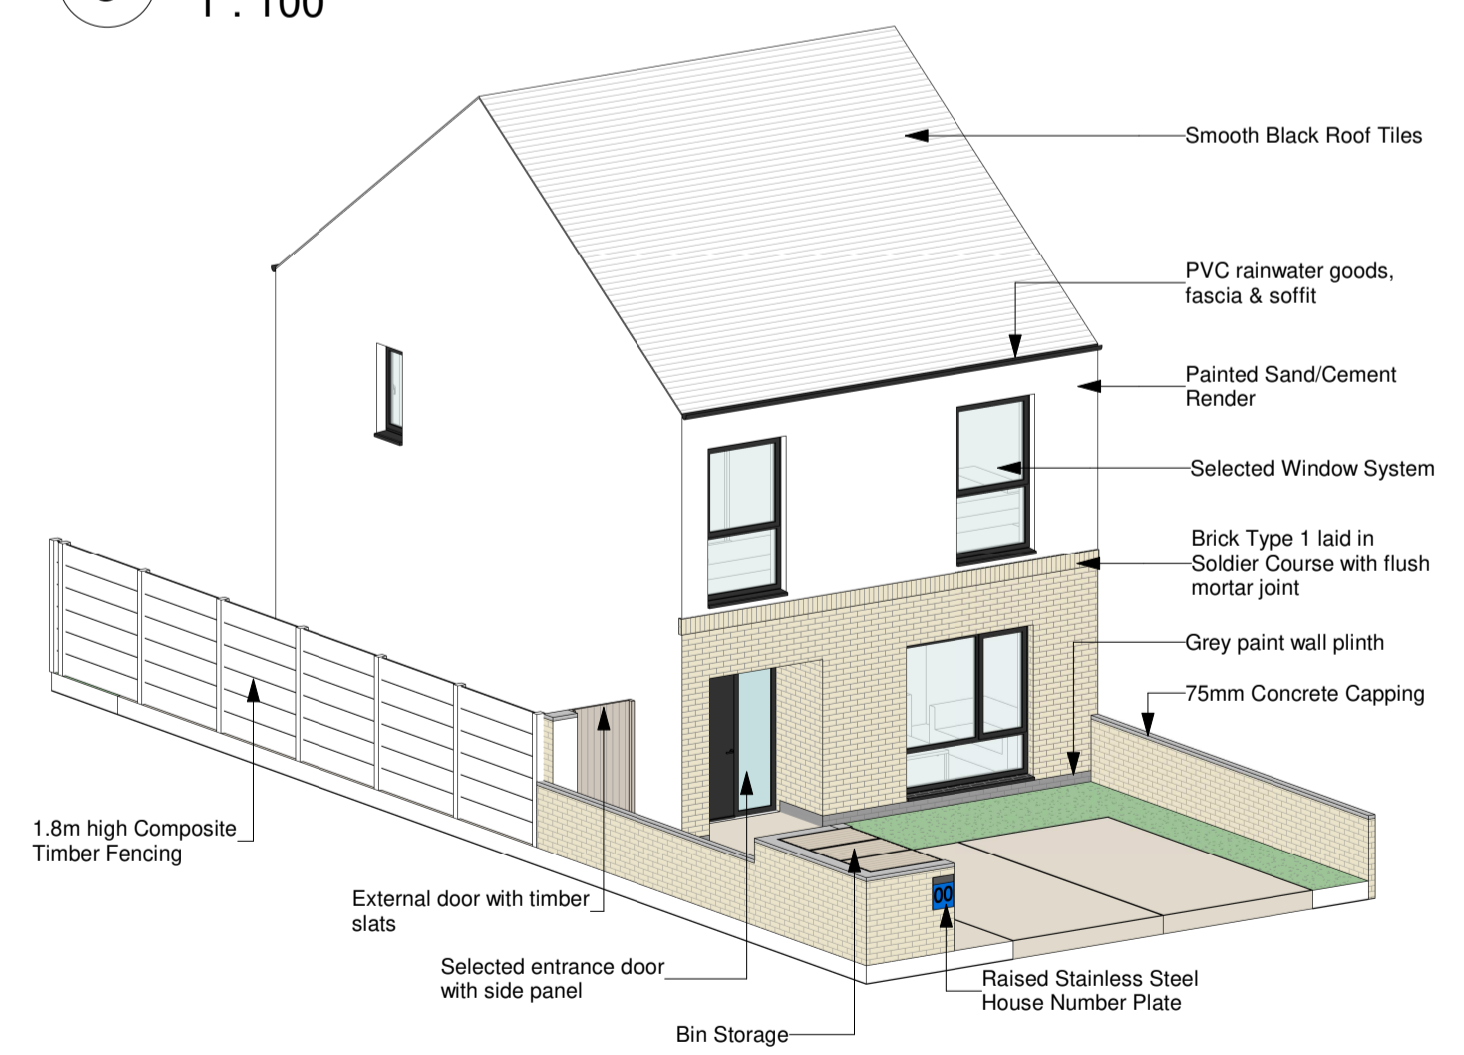 1 : 100
Smooth Black Roof Tiles
PVC rainwater goods,
fascia & soffit
Painted Sand/Cement
Render
Selected Window System
Brick Type 1 laid in
Soldier Course with flush
mortar joint
Grey paint wall plinth
75mm Concrete Capping
1.8m high Composite
Timber Fencing
External door with timber
slats
Selected entrance door
with side panel
Bin Storage
00
Raised Stainless Steel
House Number Plate